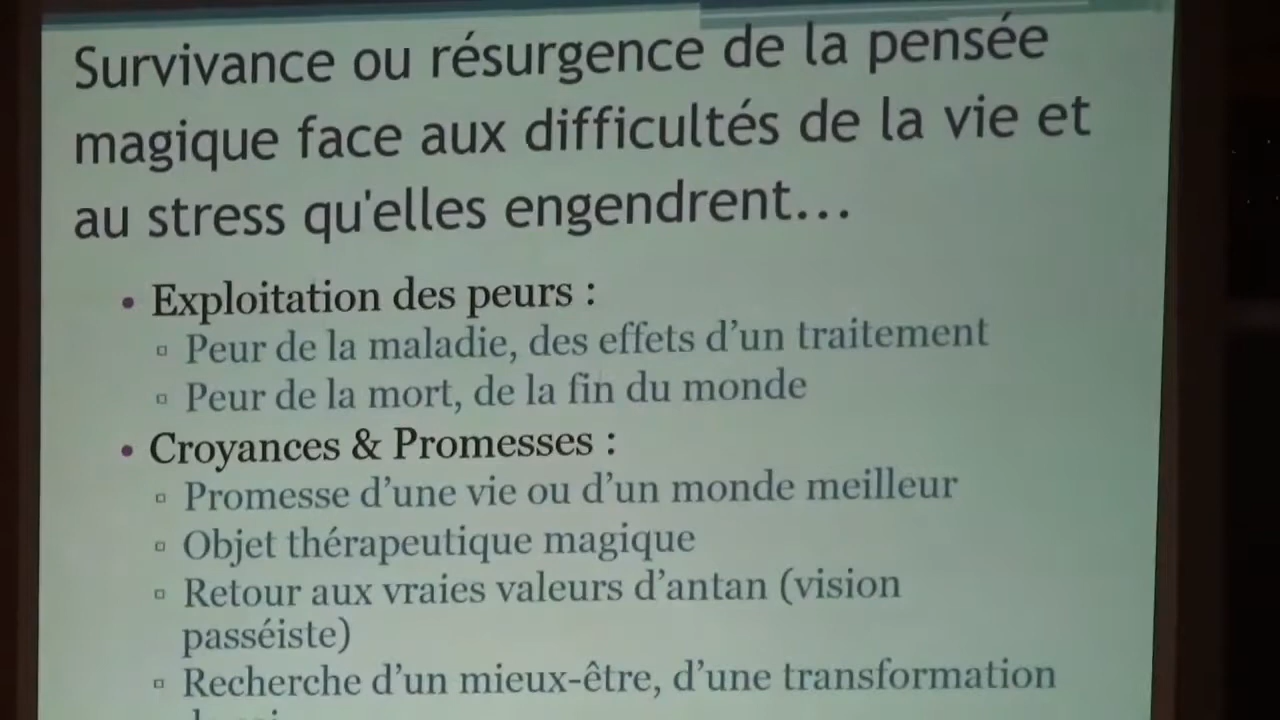 Survivance ou résurgence de la pensée
magique face aux difficultés de la vie et
au stress qu'elles engendrent...
• Exploitation des peurs :
▫ Peur de la maladie, des effets d’un traitement
▫ Peur de la mort, de la fin du monde
• Croyances & Promesses :
▫ Promesse d’une vie ou d’un monde meilleur
▫ Objet thérapeutique magique
▫ Retour aux vraies valeurs d’antan (vision
passéiste)
▫ Recherche d’un mieux-être, d’une transformation